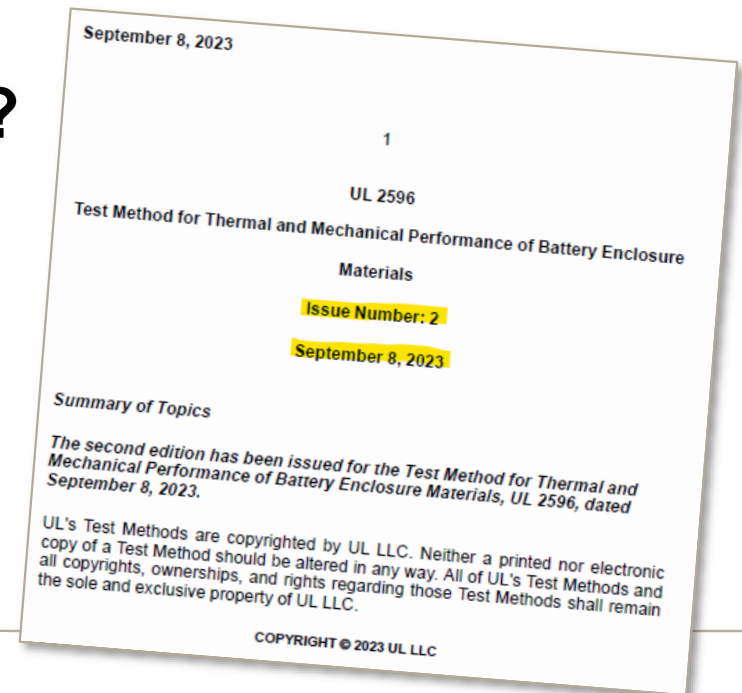 ?
September 8, 2023
1
UL 2596
Test Method for Thermal and Mechanical Performance of Battery Enclosure
Materials
Issue Number: 2
September 8, 2023
Summary of Topics
The second edition has been issued for the Test Method for Thermal and
Mechanical Performance of Battery Enclosure Materials, UL 2596, dated
September 8, 2023.
UL's Test Methods are copyrighted by UL LLC. Neither a printed nor electronic
copy of a Test Method should be altered in any way. All of UL's Test Methods and
all copyrights, ownerships, and rights regarding those Test Methods shall remain
the sole and exclusive property of UL LLC.
COPYRIGHT © 2023 UL LLC